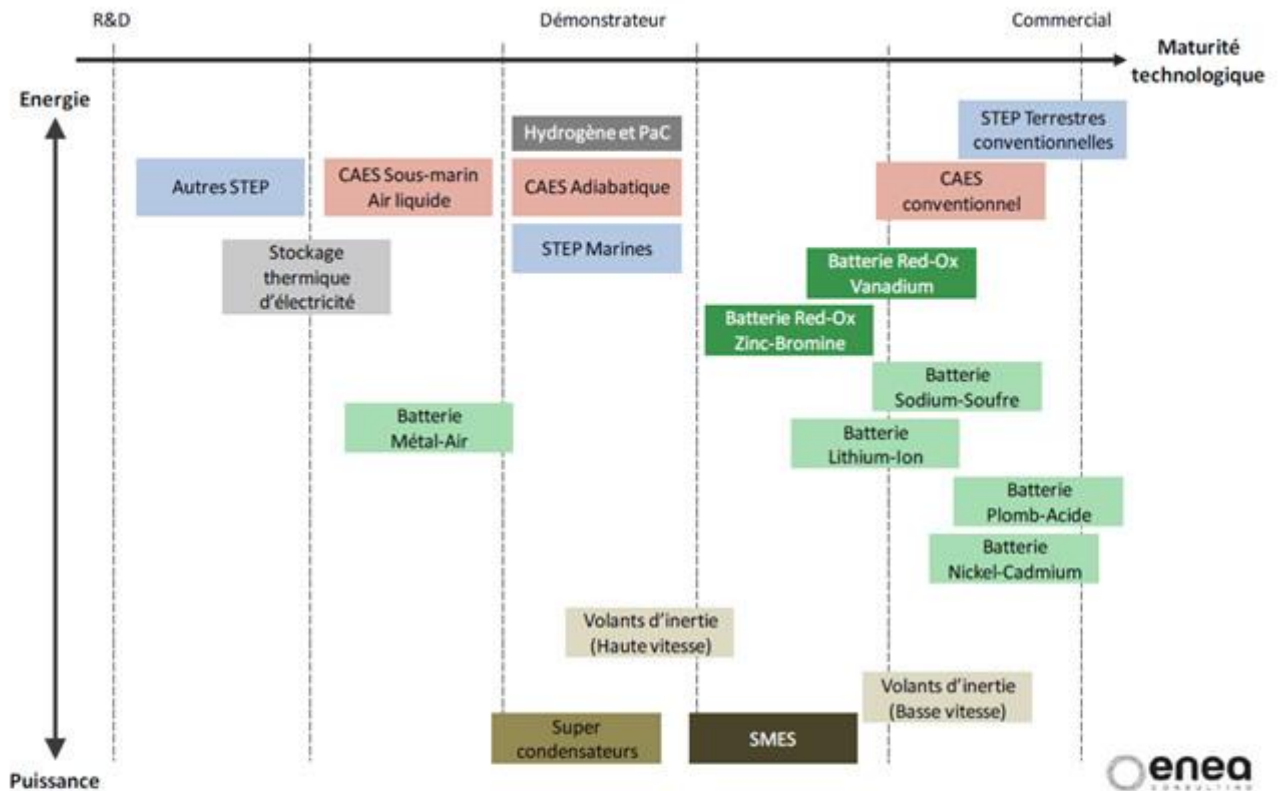 R&D
Démonstrateur
Commercial
Maturité
technologique
Energie
STEP Terrestres
conventionnelles
Hydrogène et PaC
Autres STEP
CAES Sous-marin
Air liquide
CAES Adiabatique
CAES
conventionnel
Stockage
thermique
d'électricité
STEP Marines
Batterie Red-Ox
Vanadium
Batterie Red-Ox
Zinc-Bromine
Batterie
Sodium-Soufre
Batterie
Métal-Air
Batterie
Lithium-Ion
Batterie
Plomb-Acide
Batterie
Nickel-Cadmium
Volants d'inertie
(Haute vitesse)
Volants d'inertie
(Basse vitesse)
Super
condensateurs
SMES
Puissance
enea
CONSULTING